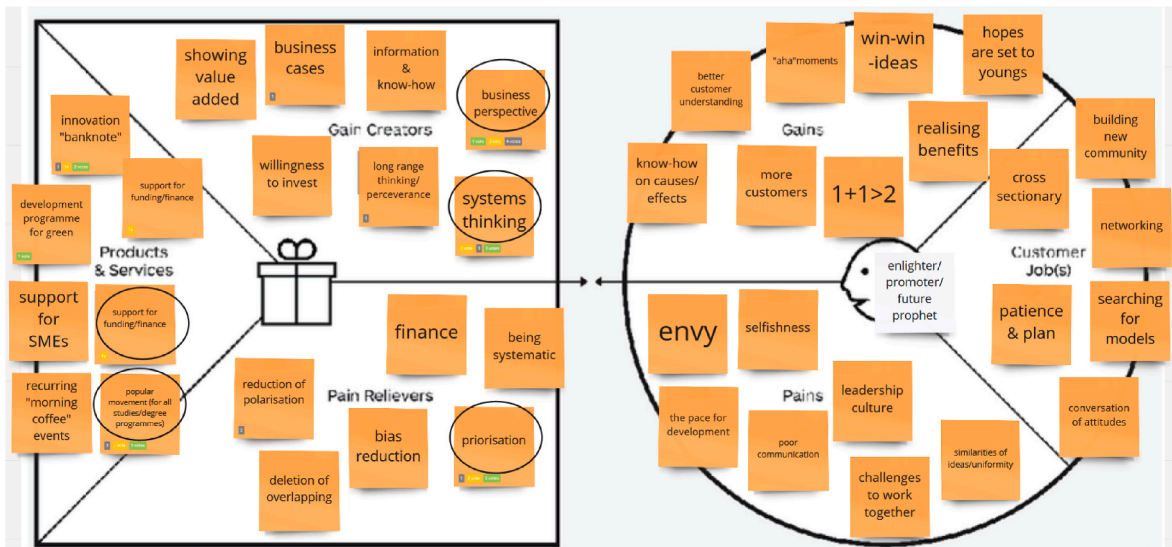 showing
value
added
business
cases
information
&
know-how
business
perspective
Gain Creators
innovation
"banknote"
support for
funding/finance
willingness
to invest
long range
thinking/
perceverance
systems
thinking
development
programme
for green
1 vote
Products
& Services
support
for
SMEs
support for
funding/finance
recurring
"morning
coffee"
events
popular
movement (for all
studies/degree
programmes)
finance
being
systematic
reduction of
polarisation
Pain Relievers
bias
reduction
priorisation
deletion of
overlapping
better
customer
understanding
"aha"moments
win-win
-ideas
hopes
are set to
youngs
Gains
know-how
on causes/
effects
more
customers
1+1>2
realising
benefits
cross
sectionary
building
new
community
networking
Customer
Job(s)
enlighter/
promoter/
future
prophet
patience
& plan
searching
for
models
conversation
of attitudes
envy
selfishness
leadership
culture
Pains
the pace for
development
poor
communication
challenges
to work
together
similarities of
ideas/uniformity